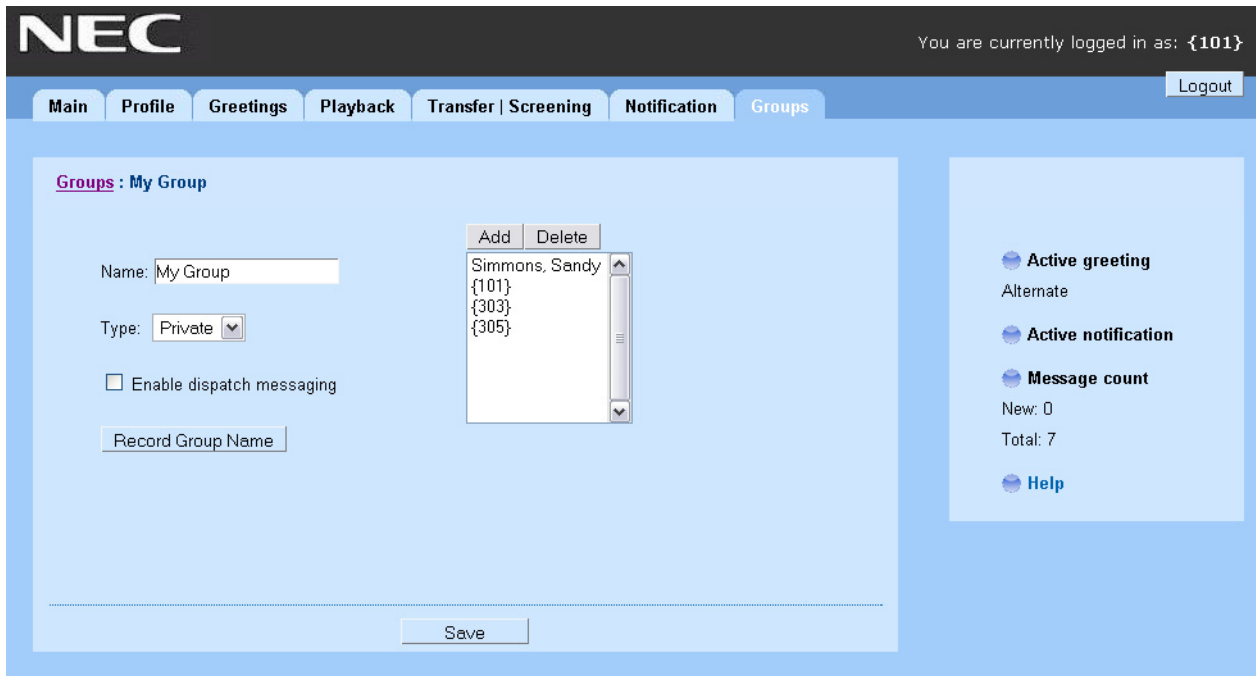 NEC
You are currently logged in as: {101}
Logout
Main Profile Greetings Playback Transfer | Screening Notification Groups
Groups : My Group
Add Delete
Name: My Group
Type: Private
Enable dispatch messaging
Record Group Name
Simmons, Sandy
{101}
{303}
{305}
Save
Active greeting
Alternate
Active notification
Message count
New: 0
Total: 7
Help